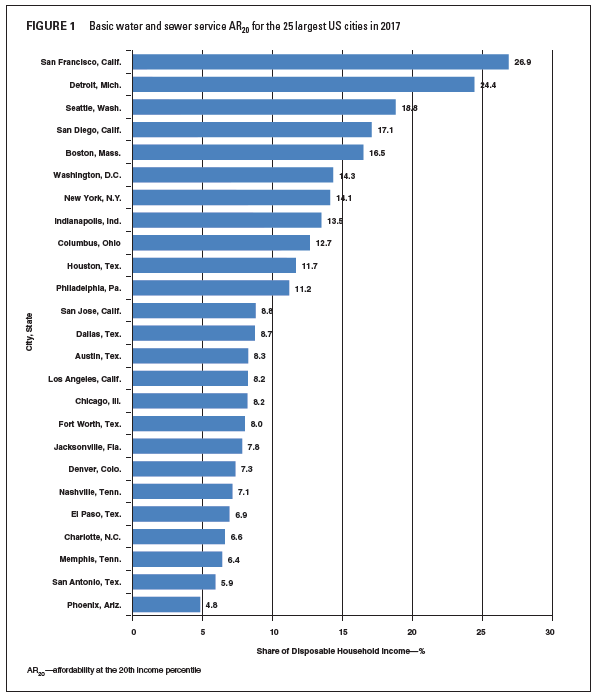 FIGURE 1 Basic water and sewer service AR20 for the 25 largest US cities in 2017
San Francisco, Calif. 26.9
Detroit, Mich. 24.4
Seattle, Wash. 18.8
San Diego, Calif. 17.1
Boston, Mass. 16.5
Washington, D.C. 14.3
New York, N.Y. 14.1
Indianapolis, Ind. 13.5
Columbus, Ohio 12.7
Houston, Tex. 11.7
Philadelphia, Pa. 11.2
San Jose, Calif. 8.8
Dallas, Tex. 8.7
Austin, Tex. 8.3
Los Angeles, Calif. 8.2
Chicago, Ill. 8.2
Fort Worth, Tex. 8.0
Jacksonville, Fla. 7.8
Denver, Colo. 7.3
Nashville, Tenn. 7.1
El Paso, Tex. 6.9
Charlotte, N.C. 6.6
Memphis, Tenn. 6.4
San Antonio, Tex. 5.9
Phoenix, Ariz. 4.8
City, State
0 5 10 15 20 25 30
Share of Disposable Household Income—%
AR20—affordability at the 20th income percentile